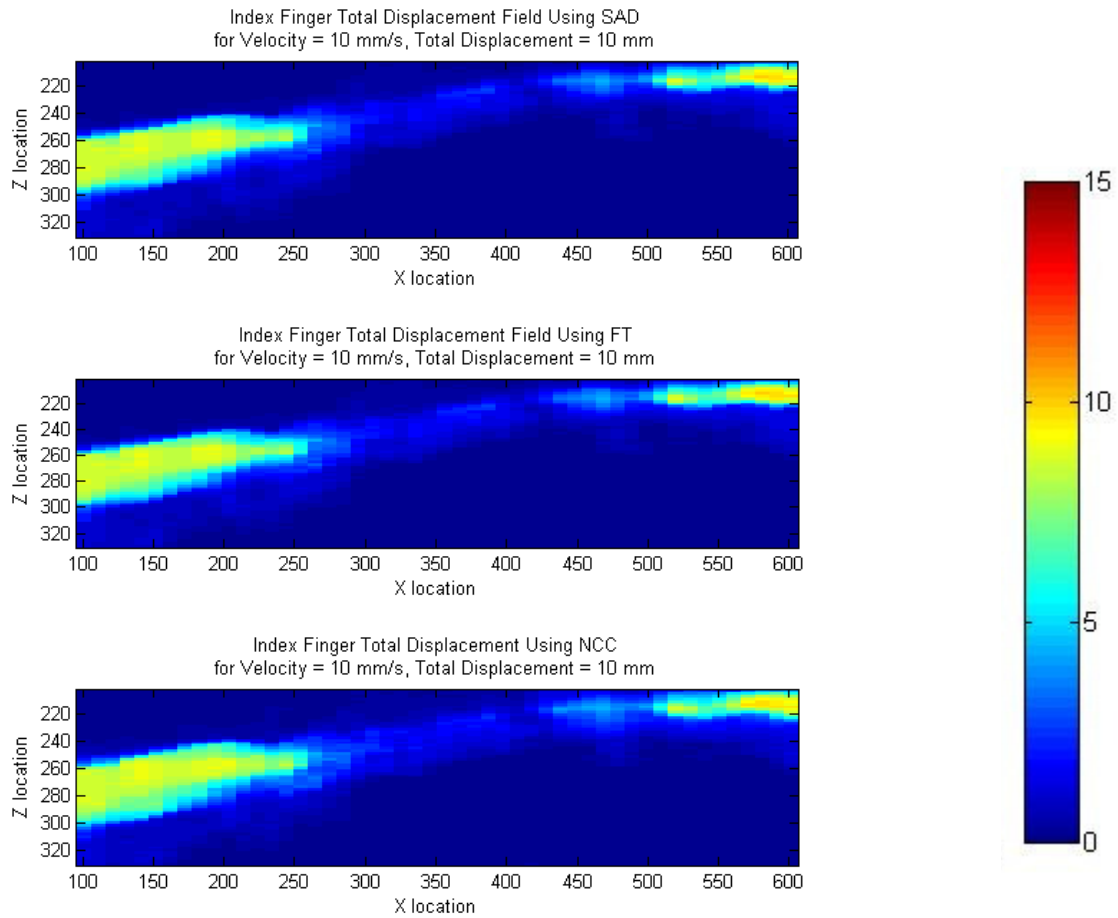 Index Finger Total Displacement Field Using SAD
for Velocity = 10 mm/s, Total Displacement = 10 mm
220
240
260
280
300
320
Z location
100 150 200 250 300 350 400 450 500 550 600
X location
Index Finger Total Displacement Field Using FT
for Velocity = 10 mm/s, Total Displacement = 10 mm
220
240
260
280
300
320
Z location
100 150 200 250 300 350 400 450 500 550 600
X location
Index Finger Total Displacement Using NCC
for Velocity = 10 mm/s, Total Displacement = 10 mm
220
240
260
280
300
320
Z location
100 150 200 250 300 350 400 450 500 550 600
X location
15
10
5
0